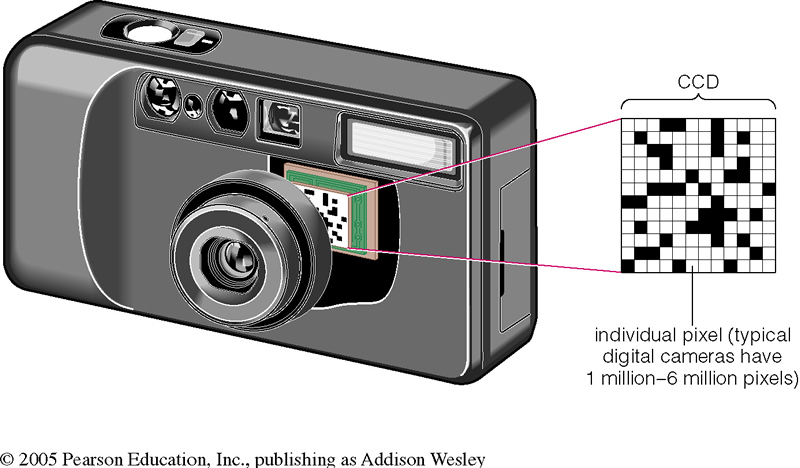 CCD
individual pixel (typical
digital cameras have
1 million–6 million pixels)
© 2005 Pearson Education, Inc., publishing as Addison Wesley